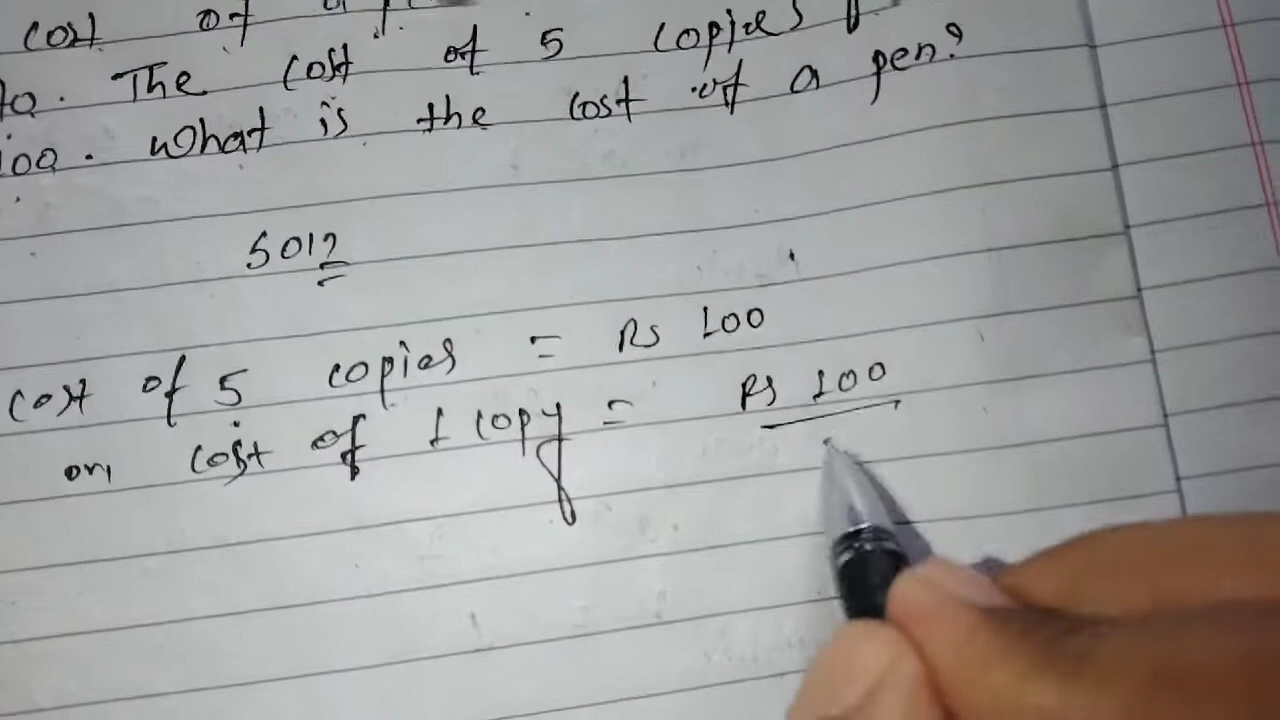 cost of a
70. The cost of 5 copies
100. What is the cost of a pen?
Soln
cost of 5 copies = Rs 100
or, cost of 1 copy = Rs 100